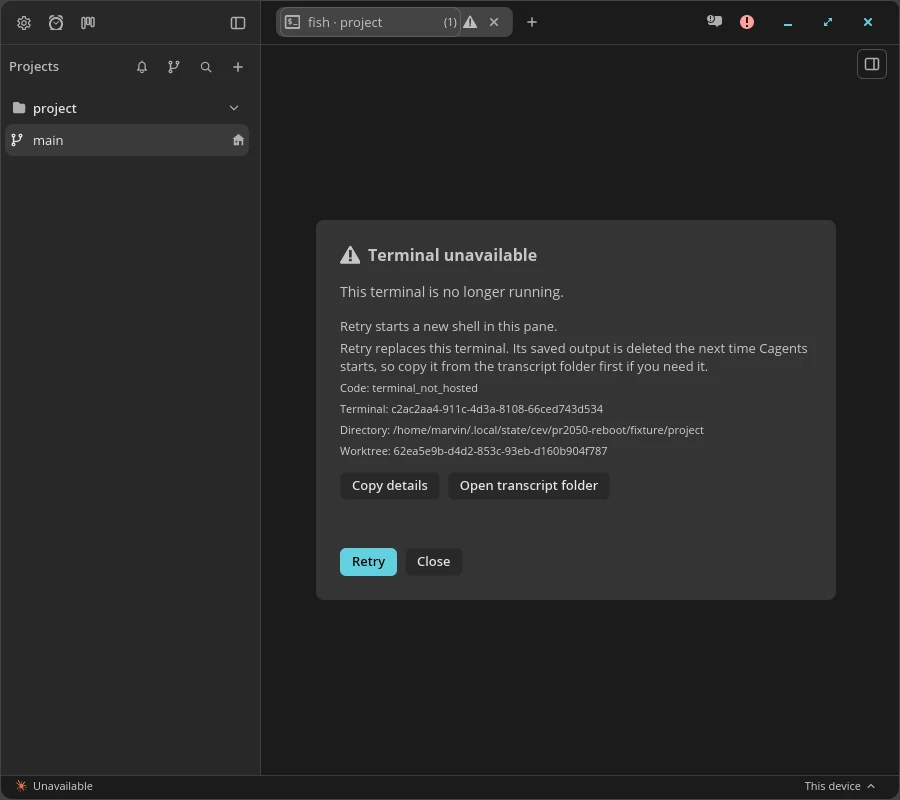 fish · project (1)
Projects
project
main
Terminal unavailable
This terminal is no longer running.
Retry starts a new shell in this pane.
Retry replaces this terminal. Its saved output is deleted the next time Cagents
starts, so copy it from the transcript folder first if you need it.
Code: terminal_not_hosted
Terminal: c2ac2aa4-911c-4d3a-8108-66ced743d534
Directory: /home/marvin/.local/state/cev/pr2050-reboot/fixture/project
Worktree: 62ea5e9b-d4d2-853c-93eb-d160b904f787
Copy details Open transcript folder
Retry Close
Unavailable This device